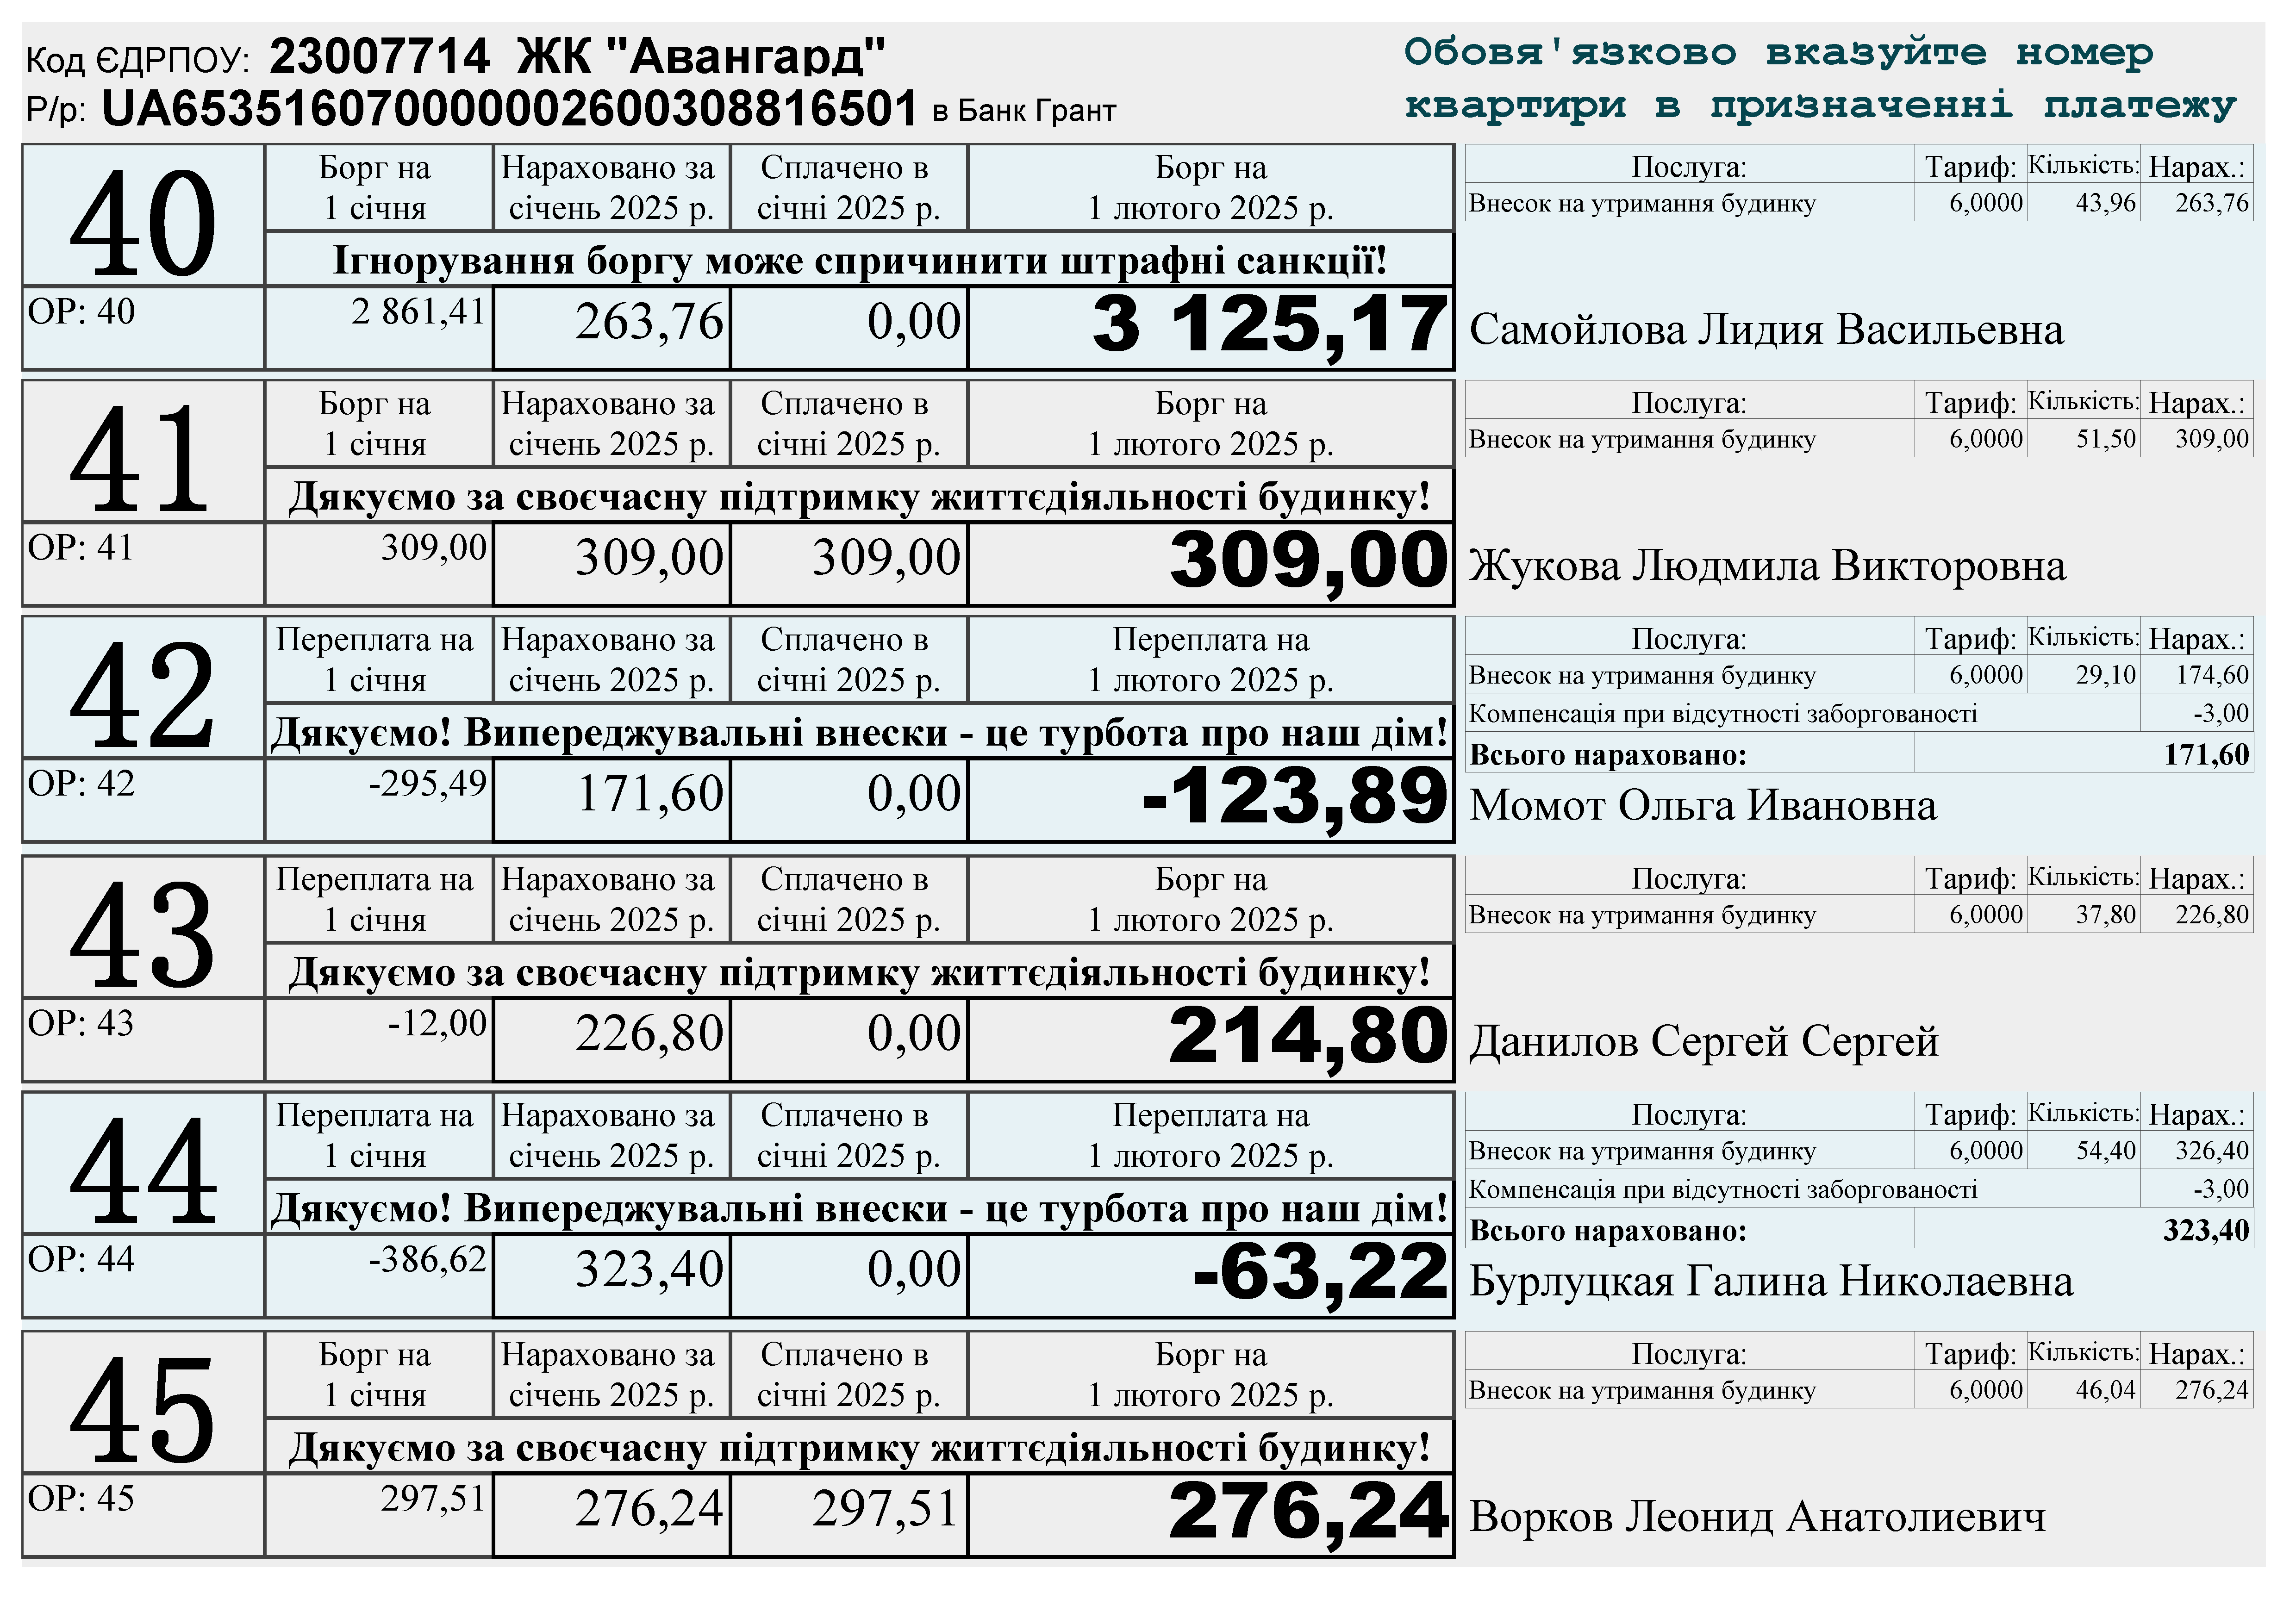 Код ЄДРПОУ: 23007714 ЖК "Авангард"
Р/р: UA653516070000002600308816501 в Банк Грант
Обовя'язково вказуйте номер
квартири в призначенні платежу
40
Борг на
1 січня
Нараховано за
січень 2025 р.
Сплачено в
січні 2025 р.
Борг на
1 лютого 2025 р.
Ігнорування боргу може спричинити штрафні санкції!
ОР: 40 2 861,41 263,76 0,00 3 125,17
Послуга: Тариф: Кількість: Нарах.:
Внесок на утримання будинку 6,0000 43,96 263,76
Самойлова Лидия Васильевна
41
Борг на
1 січня
Нараховано за
січень 2025 р.
Сплачено в
січні 2025 р.
Борг на
1 лютого 2025 р.
Дякуємо за своєчасну підтримку життєдіяльності будинку!
ОР: 41 309,00 309,00 309,00 309,00
Послуга: Тариф: Кількість: Нарах.:
Внесок на утримання будинку 6,0000 51,50 309,00
Жукова Людмила Викторовна
42
Переплата на
1 січня
Нараховано за
січень 2025 р.
Сплачено в
січні 2025 р.
Переплата на
1 лютого 2025 р.
Дякуємо! Випереджувальні внески - це турбота про наш дім!
ОР: 42 -295,49 171,60 0,00 -123,89
Послуга: Тариф: Кількість: Нарах.:
Внесок на утримання будинку 6,0000 29,10 174,60
Компенсація при відсутності заборгованості -3,00
Всього нараховано: 171,60
Момот Ольга Ивановна
43
Переплата на
1 січня
Нараховано за
січень 2025 р.
Сплачено в
січні 2025 р.
Борг на
1 лютого 2025 р.
Дякуємо за своєчасну підтримку життєдіяльності будинку!
ОР: 43 -12,00 226,80 0,00 214,80
Послуга: Тариф: Кількість: Нарах.:
Внесок на утримання будинку 6,0000 37,80 226,80
Данилов Сергей Сергей
44
Переплата на
1 січня
Нараховано за
січень 2025 р.
Сплачено в
січні 2025 р.
Переплата на
1 лютого 2025 р.
Дякуємо! Випереджувальні внески - це турбота про наш дім!
ОР: 44 -386,62 323,40 0,00 -63,22
Послуга: Тариф: Кількість: Нарах.:
Внесок на утримання будинку 6,0000 54,40 326,40
Компенсація при відсутності заборгованості -3,00
Всього нараховано: 323,40
Бурлуцкая Галина Николаевна
45
Борг на
1 січня
Нараховано за
січень 2025 р.
Сплачено в
січні 2025 р.
Борг на
1 лютого 2025 р.
Дякуємо за своєчасну підтримку життєдіяльності будинку!
ОР: 45 297,51 276,24 297,51 276,24
Послуга: Тариф: Кількість: Нарах.:
Внесок на утримання будинку 6,0000 46,04 276,24
Ворков Леонид Анатолиевич